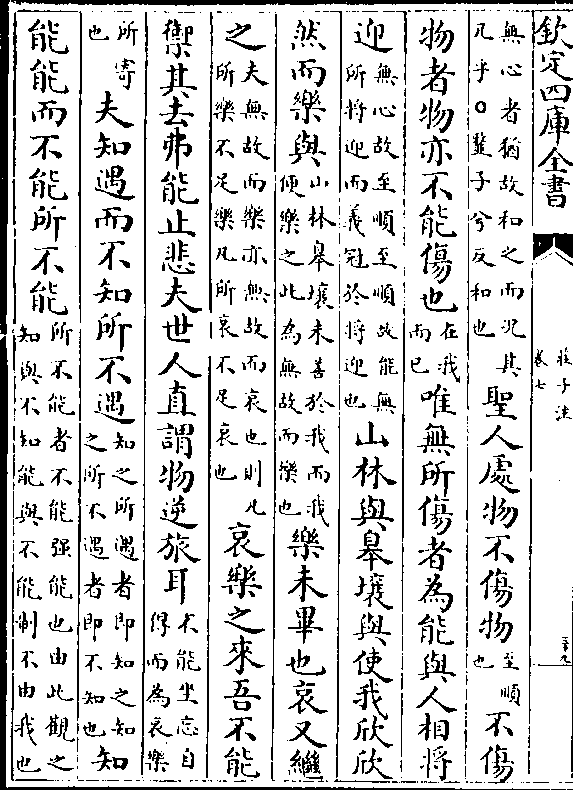 欽定四庫全書
莊子注
卷七
三十九
無心者猶故和之而況其
凡乎○虀子兮反和也
聖人處物不傷物
至順
也
不傷
物者物亦不能傷也
在我
而已
唯無所傷者為能與人相將
迎
無心故至順至順故能無
所將迎而義冠於將迎也
山林與臯壤與使我欣欣
然而樂與
山林臯壤未善於我而我
便樂之此為無故而樂也
樂未畢也哀又繼
之
夫無故而樂亦無故而哀也則凡
所樂不足樂凡所哀不足哀也
哀樂之來吾不能
禦其去弗能止悲夫世人直謂物逆旅耳
不能坐忘自
得而為哀樂
所寄
也
夫知遇而不知所不遇
知之所遇者即知之知
之所不遇者即不知也
知
能能而不能所不能
所不能者不能强能也由此觀之
知與不知能與不能制不由我也